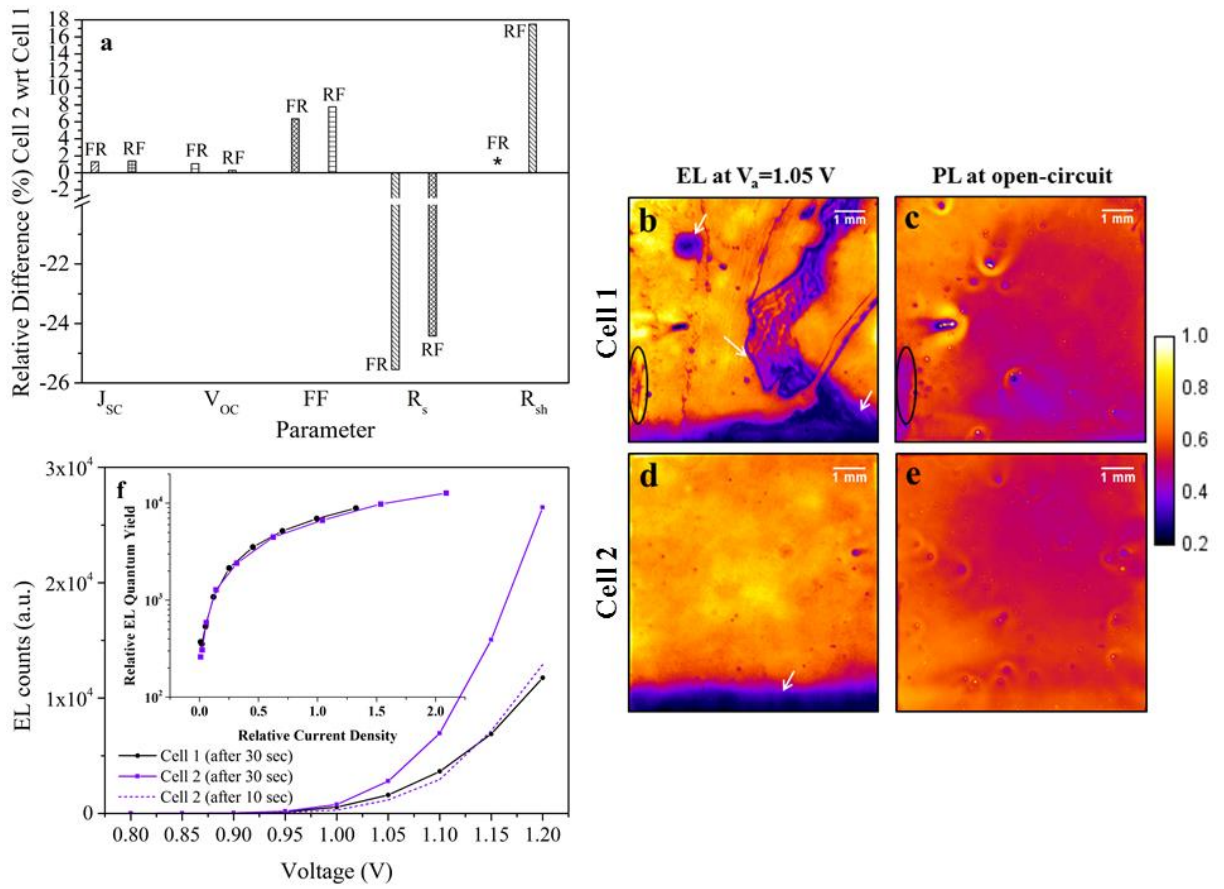 a
Relative Difference (%) Cell 2 wrt Cell 1
18
16
14
12
10
8
6
4
2
0
-2
-22
-24
-26
FR
RF
FR
RF
FR
RF
FR
RF
FR
*
RF
J_SC
V_OC
FF
R_s
R_sh
Parameter
EL at V_a=1.05 V
PL at open-circuit
Cell 1
b
1 mm
c
1 mm
Cell 2
d
1 mm
e
1 mm
1.0
0.8
0.6
0.4
0.2
f
EL counts (a.u.)
3x10^4
2x10^4
1x10^4
0
Relative EL Quantum Yield
10^4
10^3
10^2
0.0
0.5
1.0
1.5
2.0
Relative Current Density
Cell 1 (after 30 sec)
Cell 2 (after 30 sec)
Cell 2 (after 10 sec)
0.80
0.85
0.90
0.95
1.00
1.05
1.10
1.15
1.20
Voltage (V)